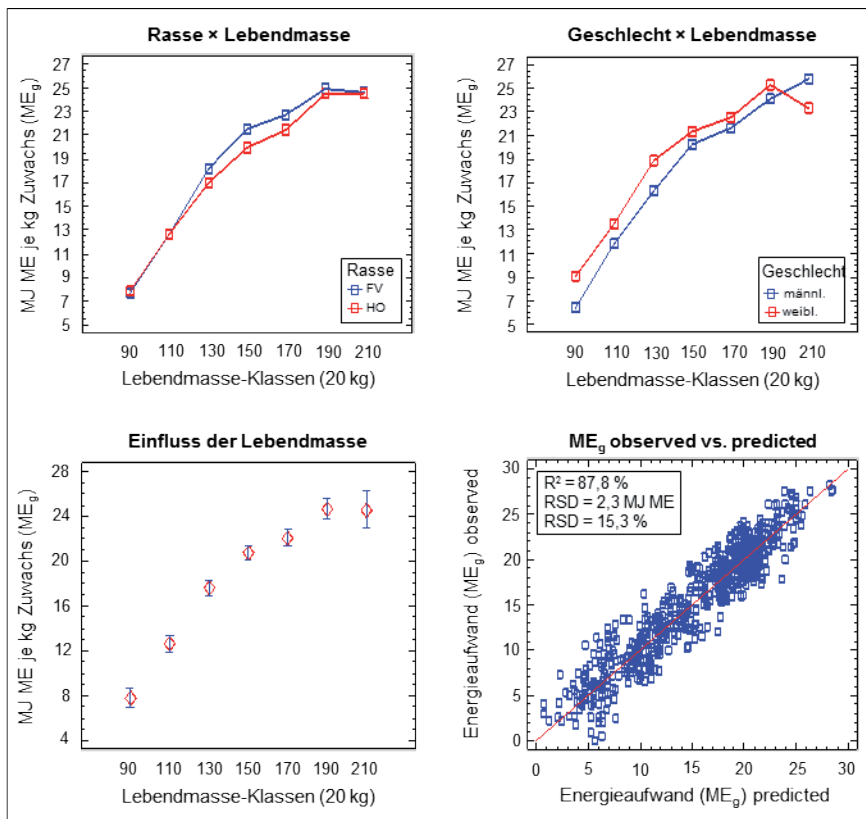 Rasse × Lebendmasse
MJ ME je kg Zuwachs (ME_g)
27
25
23
21
19
17
15
13
11
9
7
5
Rasse
FV
HO
90 110 130 150 170 190 210
Lebendmasse-Klassen (20 kg)
Geschlecht × Lebendmasse
MJ ME je kg Zuwachs (ME_g)
27
25
23
21
19
17
15
13
11
9
7
5
Geschlecht
männl.
weibl.
90 110 130 150 170 190 210
Lebendmasse-Klassen (20 kg)
Einfluss der Lebendmasse
MJ ME je kg Zuwachs (ME_g)
28
24
20
16
12
8
4
90 110 130 150 170 190 210
Lebendmasse-Klassen (20 kg)
ME_g observed vs. predicted
Energieaufwand (ME_g) observed
30
25
20
15
10
5
0
R² = 87,8 %
RSD = 2,3 MJ ME
RSD = 15,3 %
0 5 10 15 20 25 30
Energieaufwand (ME_g) predicted